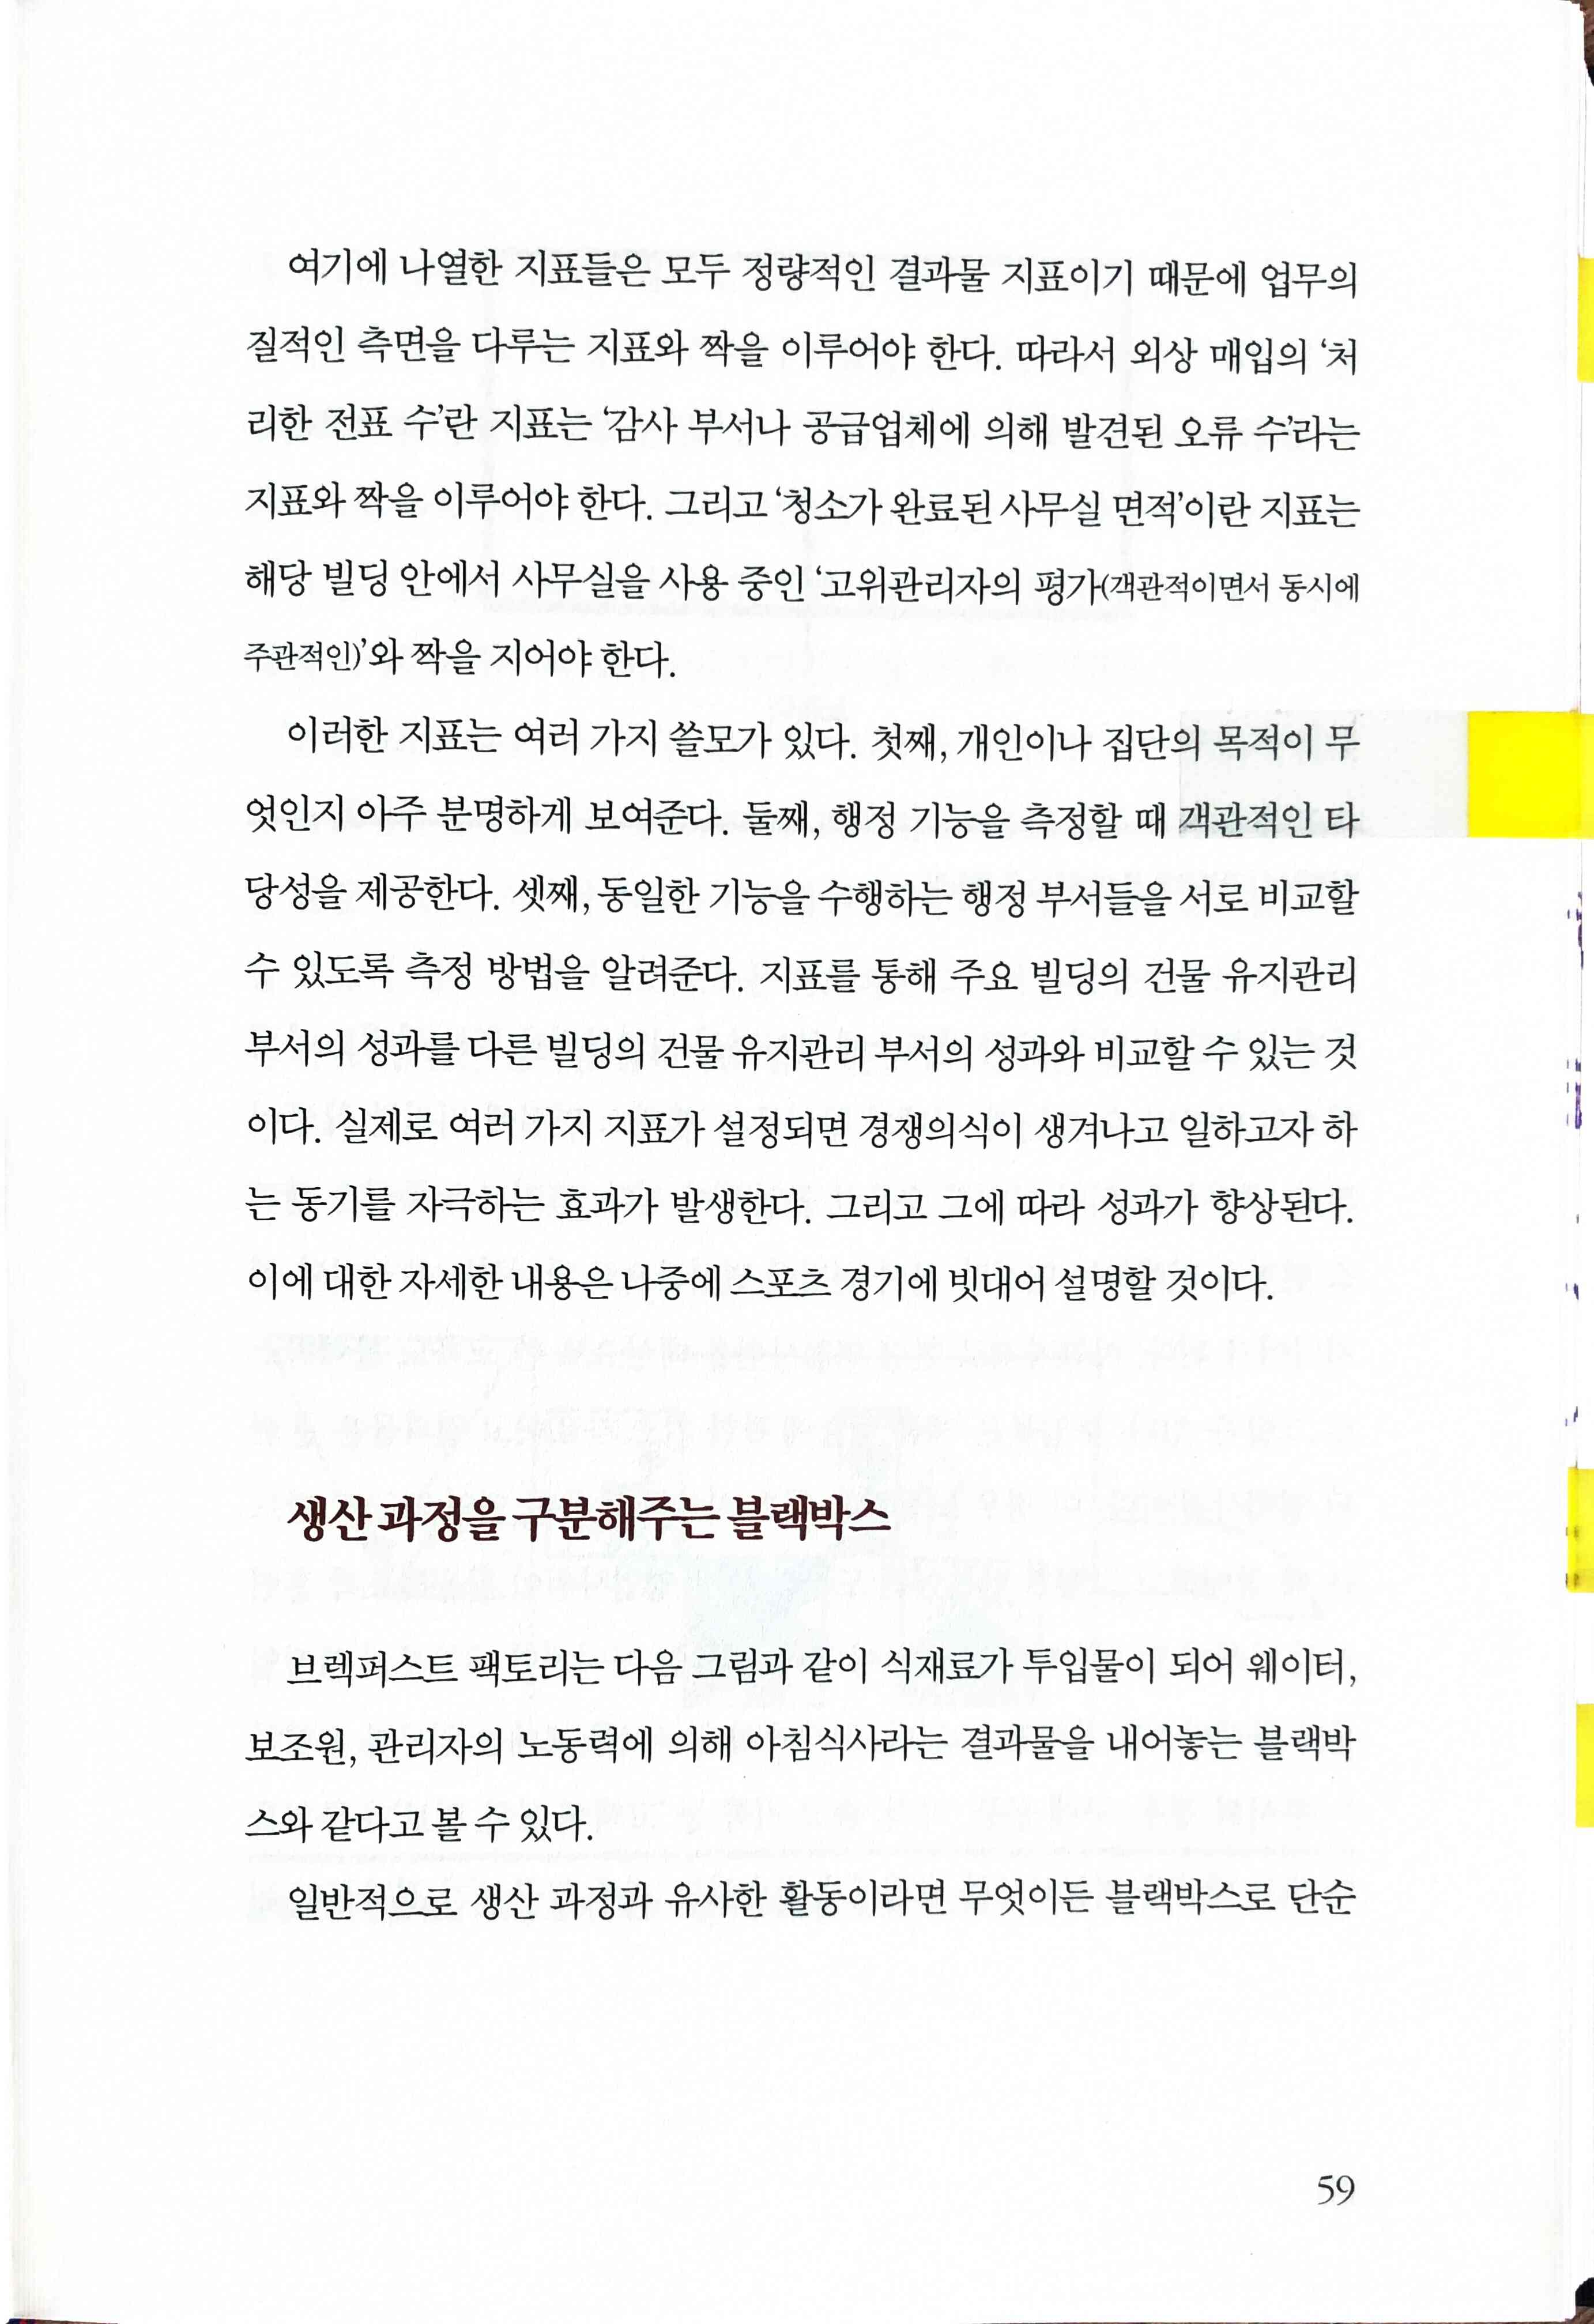 여기에 나열한 지표들은 모두 정량적인 결과물 지표이기 때문에 업무의
질적인 측면을 다루는 지표와 짝을 이루어야 한다. 따라서 외상 매입의 ‘처
리한 전표 수’란 지표는 ‘감사 부서나 공급업체에 의해 발견된 오류 수’라는
지표와 짝을 이루어야 한다. 그리고 ‘청소가 완료된 사무실 면적’이란 지표는
해당 빌딩 안에서 사무실을 사용 중인 ‘고위관리자의 평가(객관적이면서 동시에
주관적인)’와 짝을 지어야 한다.
이러한 지표는 여러 가지 쓸모가 있다. 첫째, 개인이나 집단의 목적이 무
엇인지 아주 분명하게 보여준다. 둘째, 행정 기능을 측정할 때 객관적인 타
당성을 제공한다. 셋째, 동일한 기능을 수행하는 행정 부서들을 서로 비교할
수 있도록 측정 방법을 알려준다. 지표를 통해 주요 빌딩의 건물 유지관리
부서의 성과를 다른 빌딩의 건물 유지관리 부서의 성과와 비교할 수 있는 것
이다. 실제로 여러 가지 지표가 설정되면 경쟁의식이 생겨나고 일하고자 하
는 동기를 자극하는 효과가 발생한다. 그리고 그에 따라 성과가 향상된다.
이에 대한 자세한 내용은 나중에 스포츠 경기에 빗대어 설명할 것이다.
생산 과정을 구분해주는 블랙박스
브렉퍼스트 팩토리는 다음 그림과 같이 식재료가 투입물이 되어 웨이터,
보조원, 관리자의 노동력에 의해 아침식사라는 결과물을 내어놓는 블랙박
스와 같다고 볼 수 있다.
일반적으로 생산 과정과 유사한 활동이라면 무엇이든 블랙박스로 단순
59